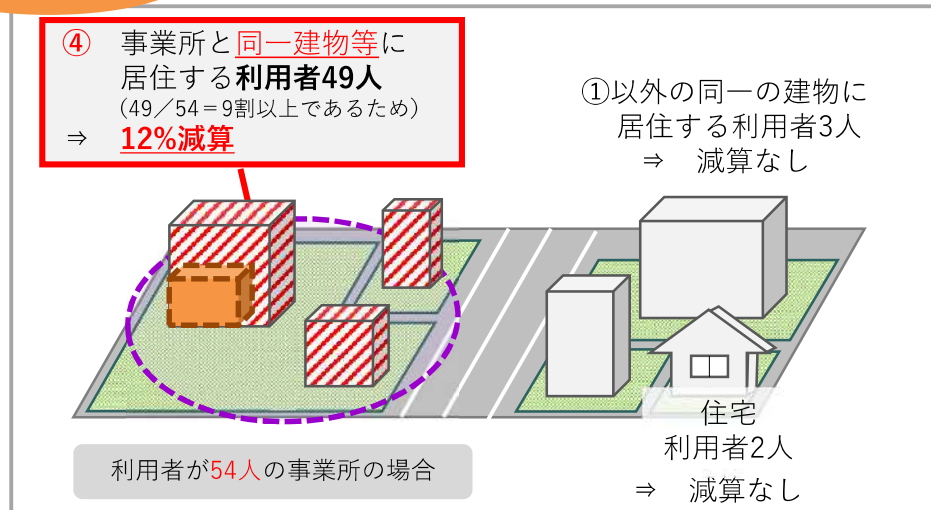 ④ 事業所と同一建物等に
居住する利用者49人
（49／54＝9割以上であるため）
⇒ 12%減算
①以外の同一の建物に
居住する利用者3人
⇒ 減算なし
住宅
利用者2人
⇒ 減算なし
利用者が54人の事業所の場合